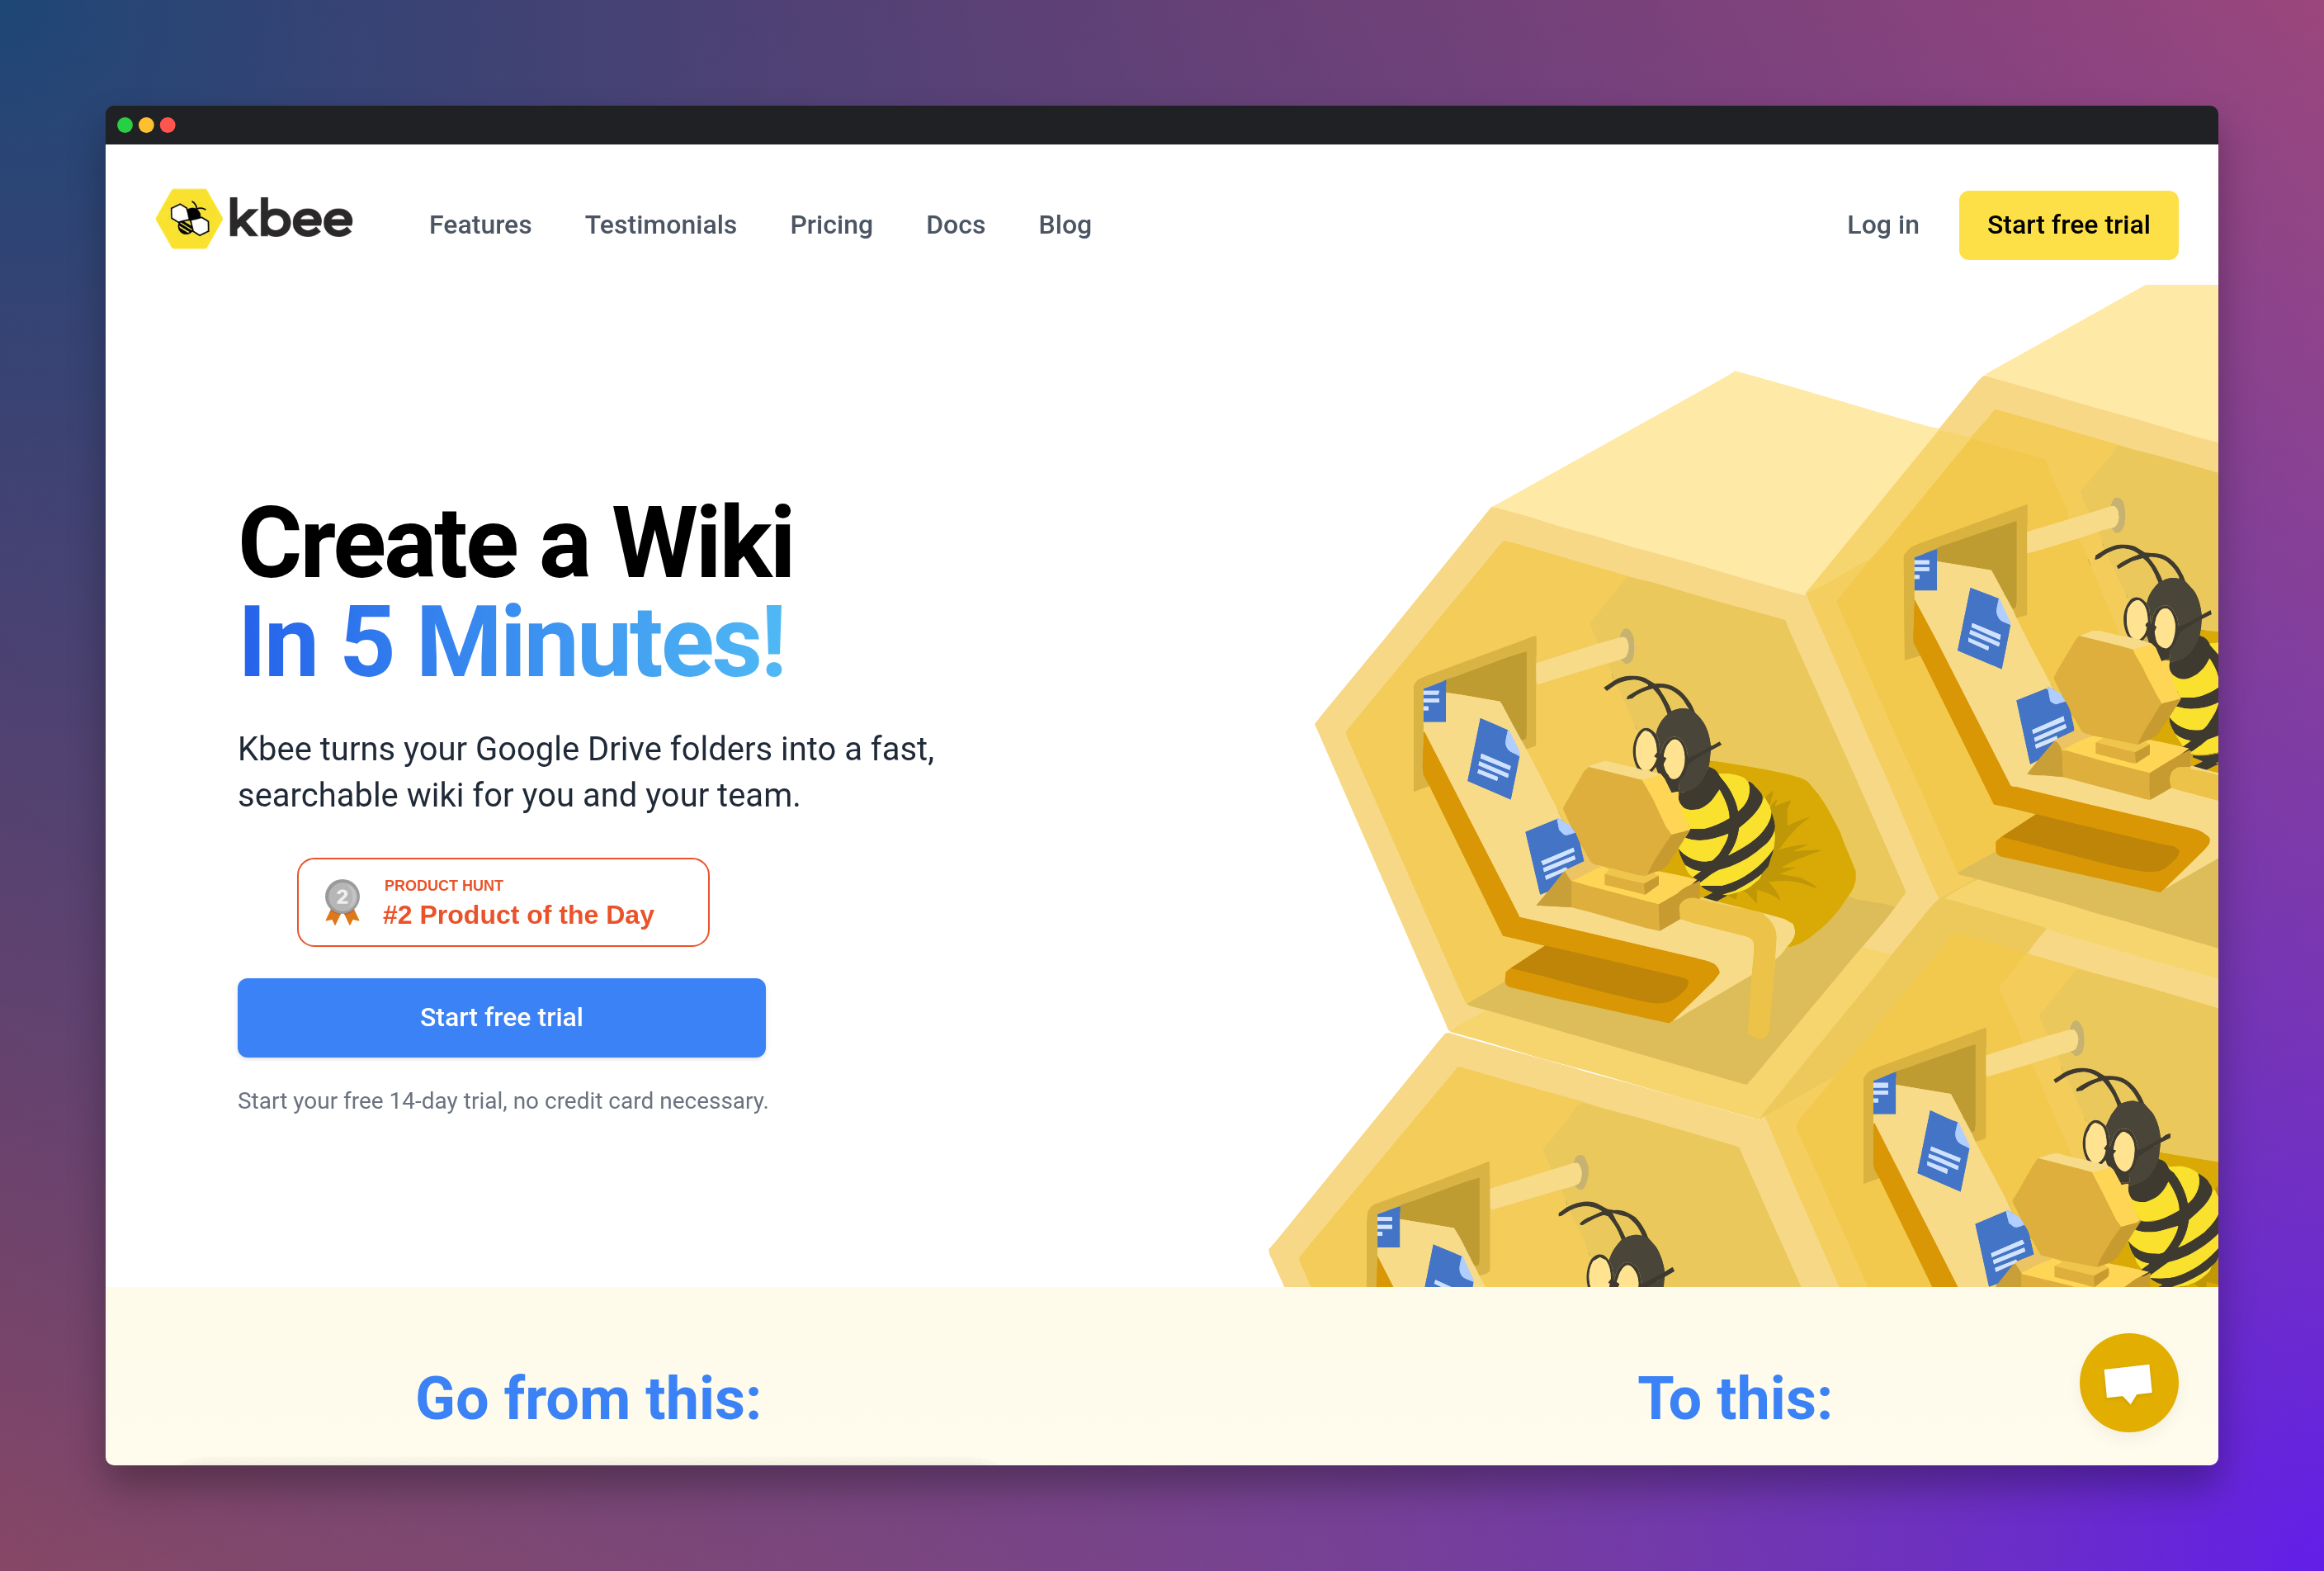 kbee
Features
Testimonials
Pricing
Docs
Blog
Log in
Start free trial
Create a Wiki
In 5 Minutes!
Kbee turns your Google Drive folders into a fast,
searchable wiki for you and your team.
2
PRODUCT HUNT
#2 Product of the Day
Start free trial
Start your free 14-day trial, no credit card necessary.
Go from this:
To this: